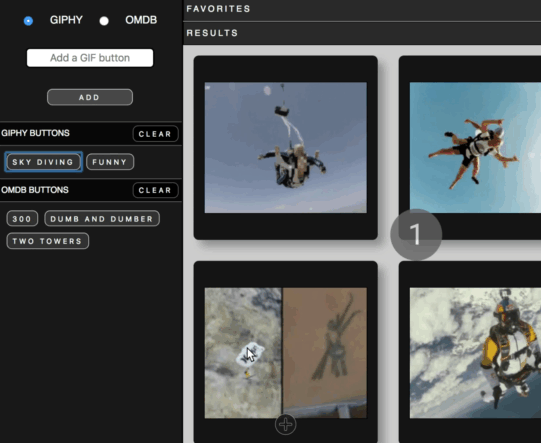 GIPHY OMDB
Add a GIF button
ADD
GIPHY BUTTONS CLEAR
SKY DIVING FUNNY
OMDB BUTTONS CLEAR
300 DUMB AND DUMBER
TWO TOWERS
FAVORITES
RESULTS
1